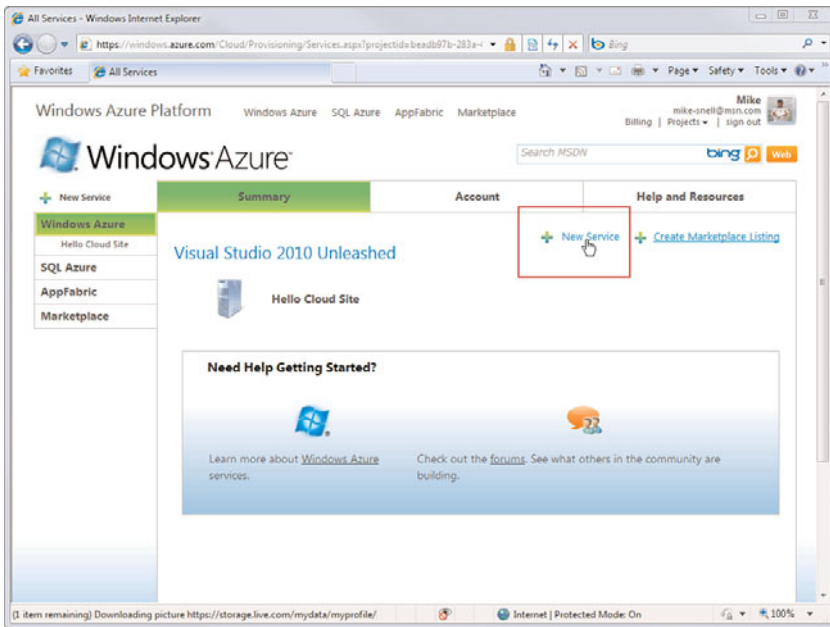 All Services - Windows Internet Explorer
https://windows.azure.com/Cloud/Provisioning/Services.aspx?projectid=beadb97b-283a-4
bing
Favorites All Services Page Safety Tools
Windows Azure Platform Windows Azure SQL Azure AppFabric Marketplace
Mike
mike-snell@msn.com
Billing | Projects | sign out
Windows Azure
Search MSDN bing Web
New Service Summary Account Help and Resources
Windows Azure
Hello Cloud Site
SQL Azure
AppFabric
Marketplace
New Service Create Marketplace Listing
Visual Studio 2010 Unleashed
Hello Cloud Site
Need Help Getting Started?
Learn more about Windows Azure
services.
Check out the forums. See what others in the community are
building.
(1 item remaining) Downloading picture https://storage.live.com/mydata/myprofile/ Internet | Protected Mode: On 100%